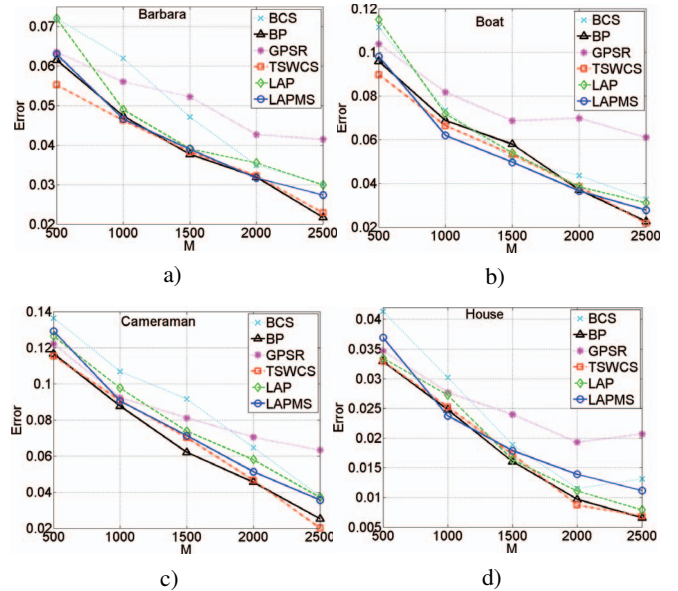 Barbara
Error
0.07
0.06
0.05
0.04
0.03
0.02
500 1000 1500 2000 2500
M
BCS
BP
GPSR
TSWCS
LAP
LAPMS
a)
Boat
Error
0.12
0.1
0.08
0.06
0.04
0.02
500 1000 1500 2000 2500
M
BCS
BP
GPSR
TSWCS
LAP
LAPMS
b)
Cameraman
Error
0.14
0.12
0.1
0.08
0.06
0.04
0.02
500 1000 1500 2000 2500
M
BCS
BP
GPSR
TSWCS
LAP
LAPMS
c)
House
Error
0.04
0.035
0.03
0.025
0.02
0.015
0.01
0.005
500 1000 1500 2000 2500
M
BCS
BP
GPSR
TSWCS
LAP
LAPMS
d)